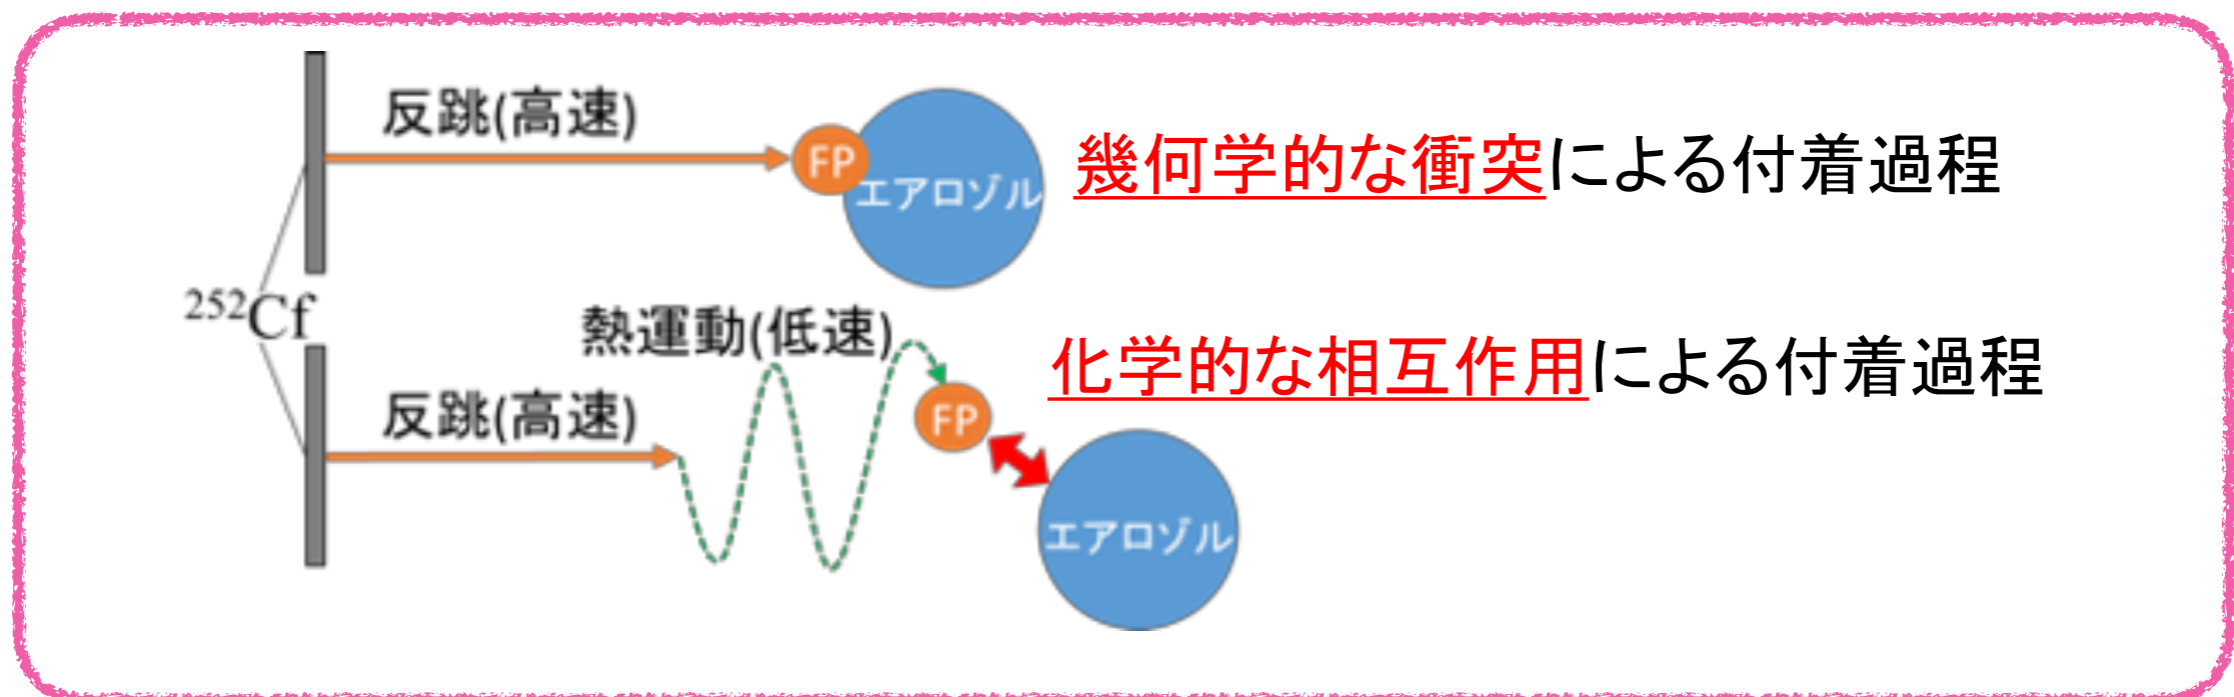 反跳(高速)
FP
エアロゾル
幾何学的な衝突による付着過程
252Cf
熱運動(低速)
化学的な相互作用による付着過程
反跳(高速)
FP
エアロゾル